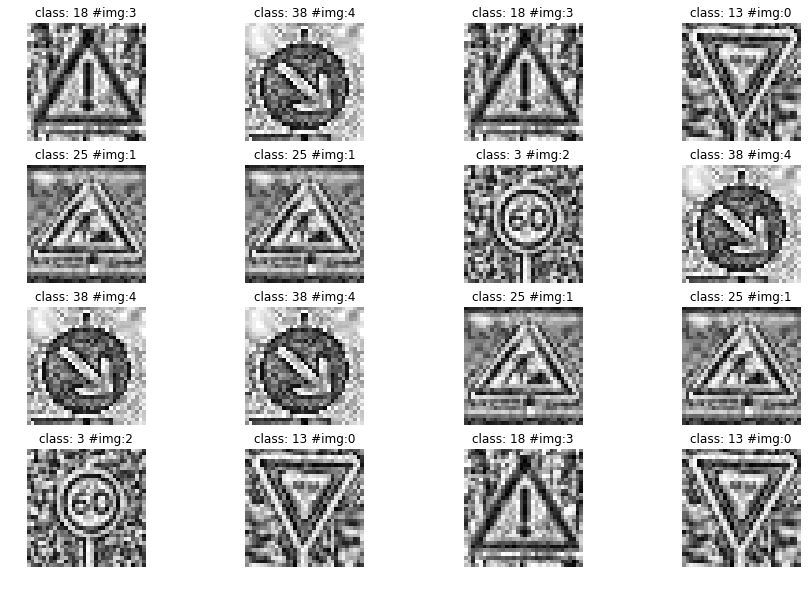 class: 18 #img:3 class: 38 #img:4 class: 18 #img:3 class: 13 #img:0
class: 25 #img:1 class: 25 #img:1 class: 3 #img:2 class: 38 #img:4
60
class: 38 #img:4 class: 38 #img:4 class: 25 #img:1 class: 25 #img:1
class: 3 #img:2 class: 13 #img:0 class: 18 #img:3 class: 13 #img:0
60